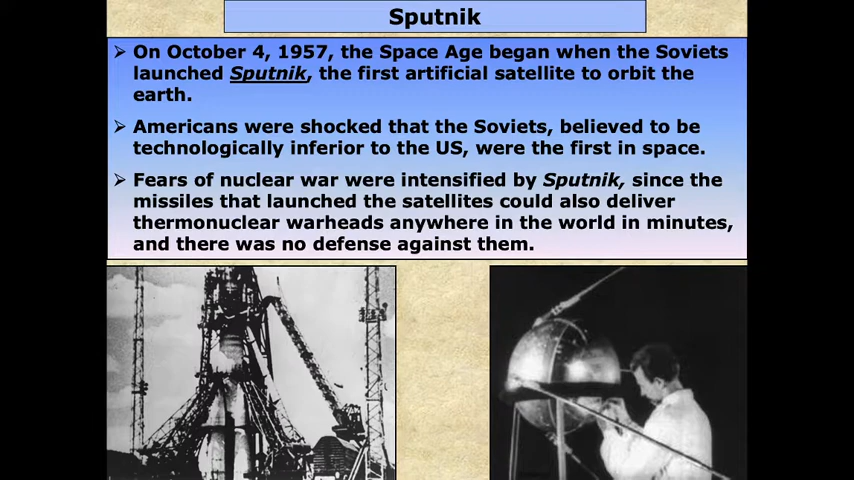 Sputnik
➢ On October 4, 1957, the Space Age began when the Soviets
launched Sputnik, the first artificial satellite to orbit the
earth.
➢ Americans were shocked that the Soviets, believed to be
technologically inferior to the US, were the first in space.
➢ Fears of nuclear war were intensified by Sputnik, since the
missiles that launched the satellites could also deliver
thermonuclear warheads anywhere in the world in minutes,
and there was no defense against them.